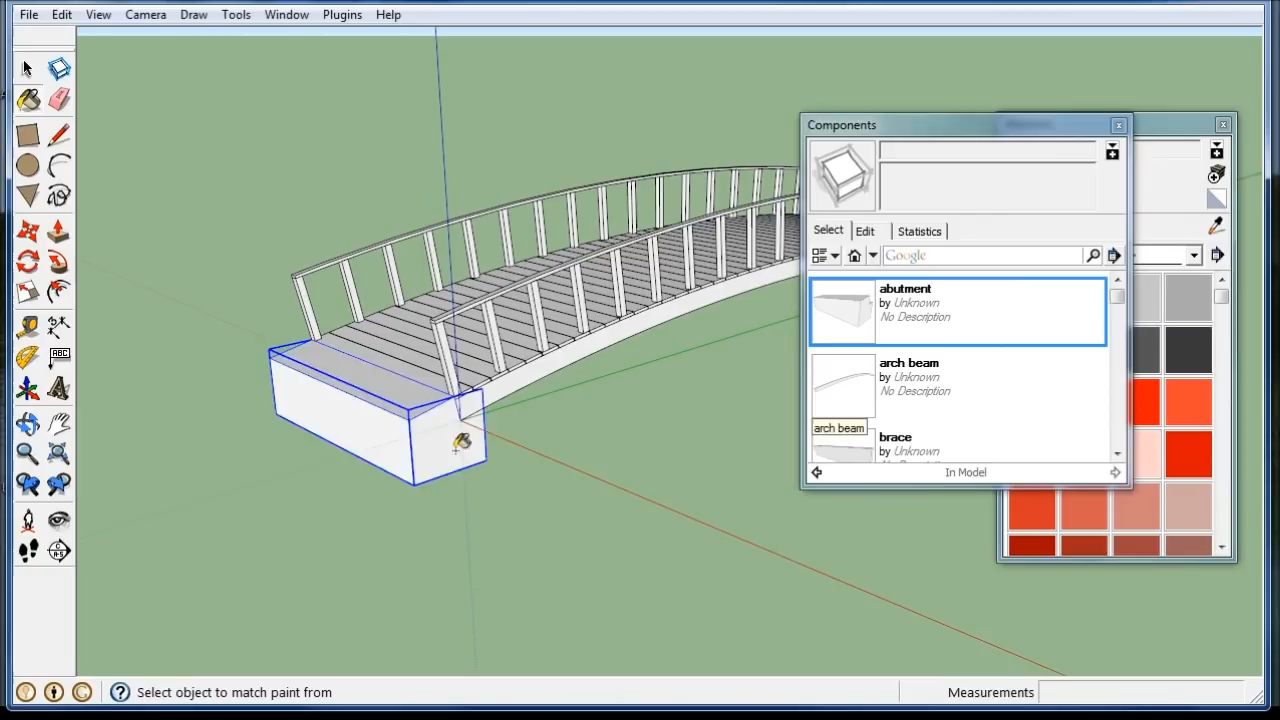 File Edit View Camera Draw Tools Window Plugins Help
Components
Select Edit Statistics
Google
abutment
by Unknown
No Description
arch beam
by Unknown
No Description
arch beam
brace
by Unknown
In Model
ABC
Select object to match paint from
Measurements